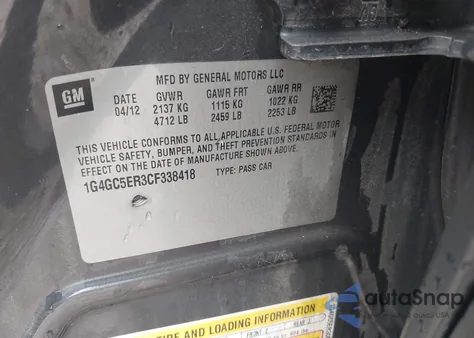 GM
MFD BY GENERAL MOTORS LLC
DATE GVWR GAWR FRT GAWR RR
04/12 2137 KG 1115 KG 1022 KG
4712 LB 2459 LB 2253 LB
THIS VEHICLE CONFORMS TO ALL APPLICABLE U.S. FEDERAL MOTOR
VEHICLE SAFETY, BUMPER, AND THEFT PREVENTION STANDARDS IN
EFFECT ON THE DATE OF MANUFACTURE SHOWN ABOVE.
1G4GC5ER3CF338418 TYPE: PASS CAR
autoSnap
TIRE AND LOADING INFORMATION